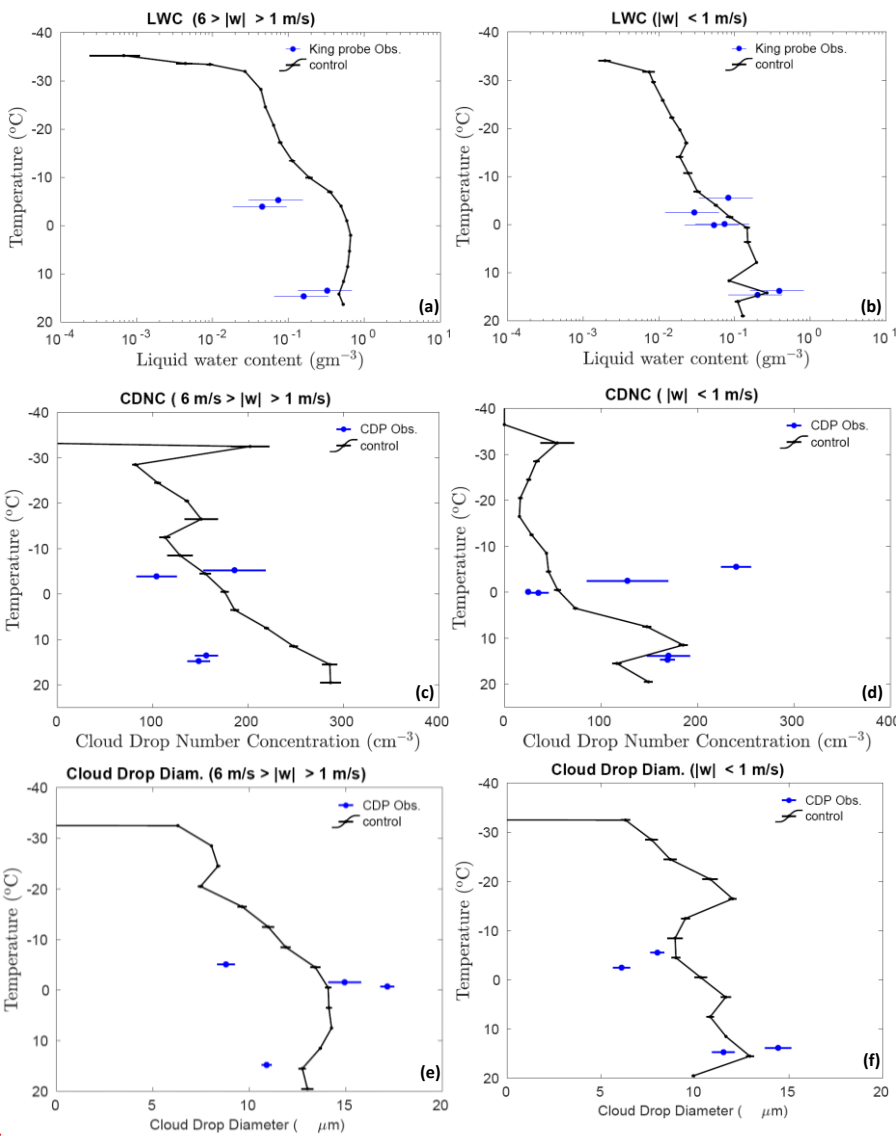 LWC (6 > |w| > 1 m/s)
-40
-30
-20
-10
0
10
20
Temperature (°C)
King probe Obs.
control
(a)
10⁻⁴ 10⁻³ 10⁻² 10⁻¹ 10⁰ 10¹
Liquid water content (gm⁻³)
LWC (|w| < 1 m/s)
-40
-30
-20
-10
0
10
20
Temperature (°C)
King probe Obs.
control
(b)
10⁻⁴ 10⁻³ 10⁻² 10⁻¹ 10⁰ 10¹
Liquid water content (gm⁻³)
CDNC ( 6 m/s > |w| > 1 m/s)
-40
-30
-20
-10
0
10
20
Temperature (°C)
CDP Obs.
control
(c)
0 100 200 300 400
Cloud Drop Number Concentration (cm⁻³)
CDNC ( |w| < 1 m/s)
-40
-30
-20
-10
0
10
20
Temperature (°C)
CDP Obs.
control
(d)
0 100 200 300 400
Cloud Drop Number Concentration (cm⁻³)
Cloud Drop Diam. (6 m/s > |w| > 1 m/s)
-40
-30
-20
-10
0
10
20
Temperature (°C)
CDP Obs.
control
(e)
0 5 10 15 20
Cloud Drop Diameter ( μm)
Cloud Drop Diam. (|w| < 1 m/s)
-40
-30
-20
-10
0
10
20
Temperature (°C)
CDP Obs.
control
(f)
0 5 10 15 20
Cloud Drop Diameter ( μm)